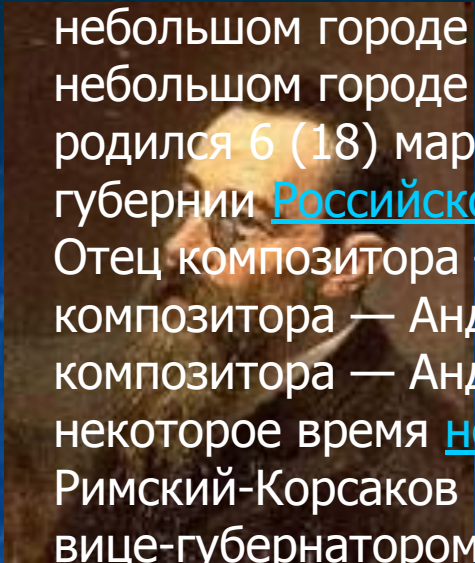 небольшом городе
небольшом городе
родился 6 (18) мар
губернии Российск
Отец композитора
композитора — Анд
композитора — Анд
некоторое время н
Римский-Корсаков
вице-губернатором